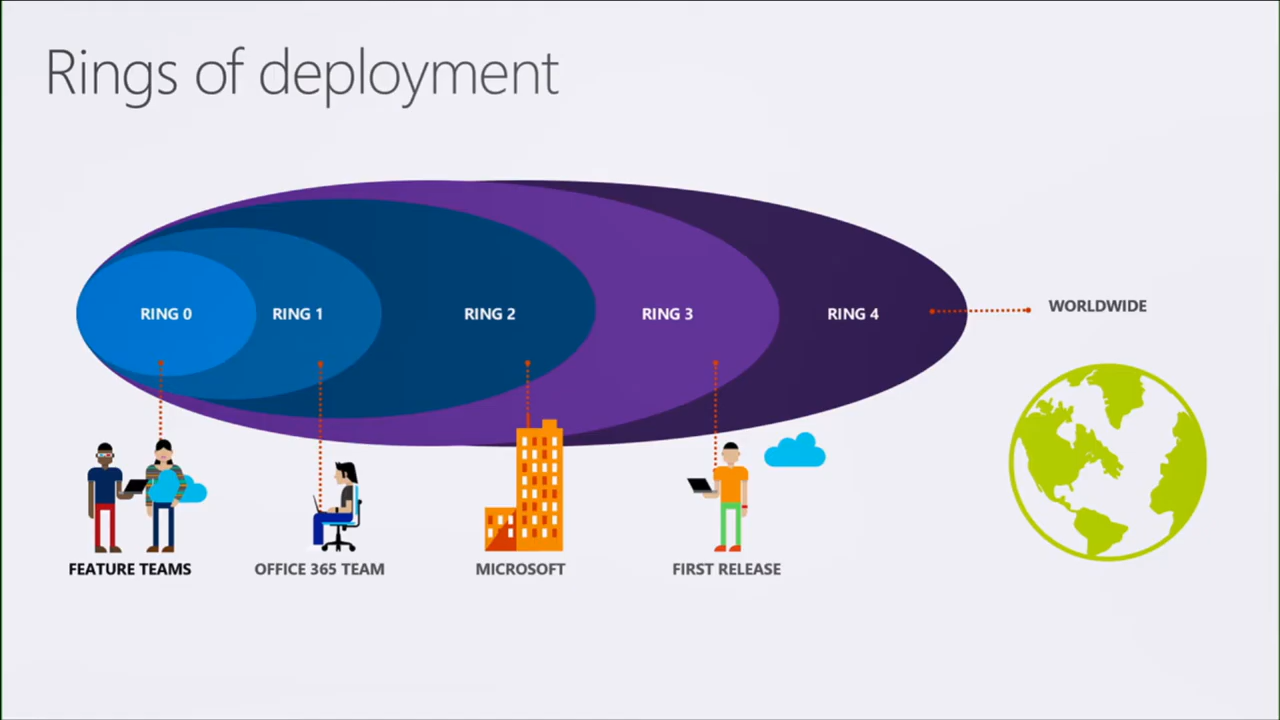 Rings of deployment
RING 0
RING 1
RING 2
RING 3
RING 4
WORLDWIDE
FEATURE TEAMS
OFFICE 365 TEAM
MICROSOFT
FIRST RELEASE